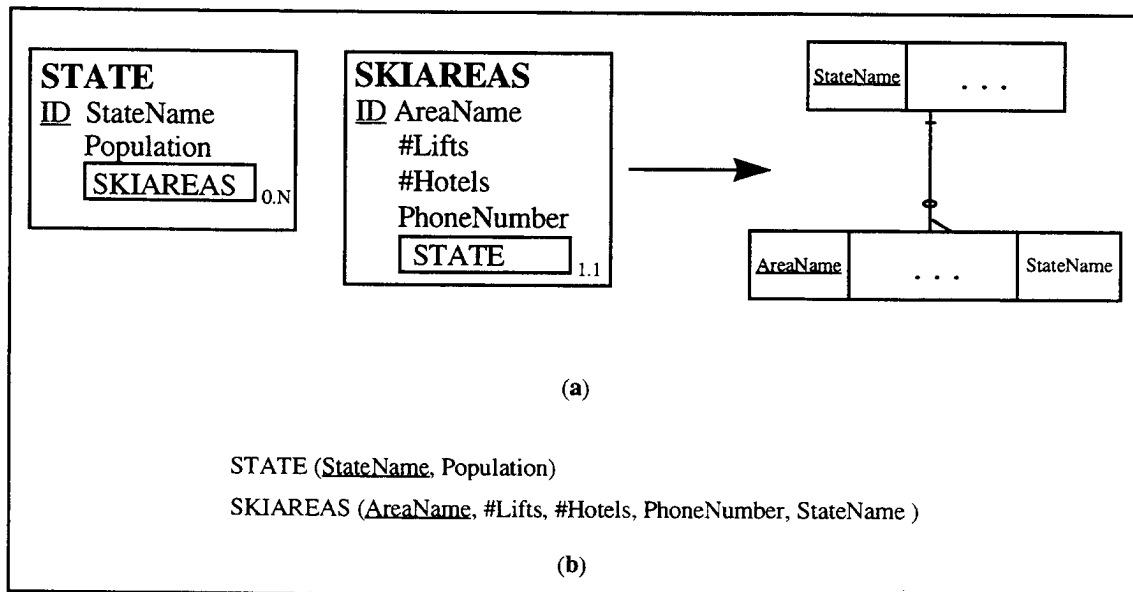 STATE
ID StateName
Population
SKIAREAS 0.N
SKIAREAS
ID AreaName
#Lifts
#Hotels
PhoneNumber
STATE 1.1
StateName . . .
AreaName . . . StateName
(a)
STATE (StateName, Population)
SKIAREAS (AreaName, #Lifts, #Hotels, PhoneNumber, StateName )
(b)